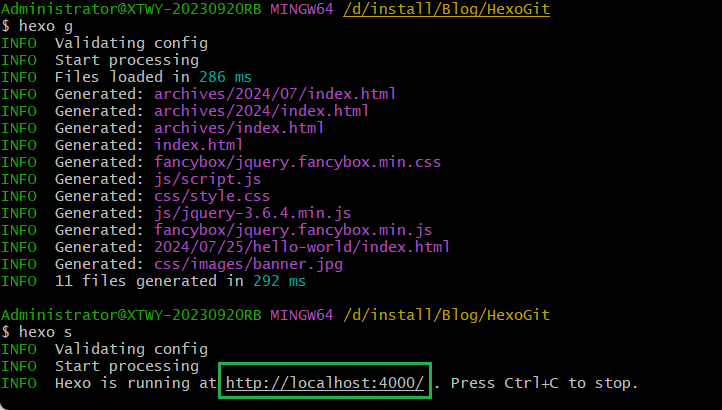 Administrator@XTWY-20230920RB MINGW64 /d/install/Blog/HexoGit
$ hexo g
INFO  Validating config
INFO  Start processing
INFO  Files loaded in 286 ms
INFO  Generated: archives/2024/07/index.html
INFO  Generated: archives/2024/index.html
INFO  Generated: archives/index.html
INFO  Generated: index.html
INFO  Generated: fancybox/jquery.fancybox.min.css
INFO  Generated: js/script.js
INFO  Generated: css/style.css
INFO  Generated: js/jquery-3.6.4.min.js
INFO  Generated: fancybox/jquery.fancybox.min.js
INFO  Generated: 2024/07/25/hello-world/index.html
INFO  Generated: css/images/banner.jpg
INFO  11 files generated in 292 ms
Administrator@XTWY-20230920RB MINGW64 /d/install/Blog/HexoGit
$ hexo s
INFO  Validating config
INFO  Start processing
INFO  Hexo is running at http://localhost:4000/ . Press Ctrl+C to stop.